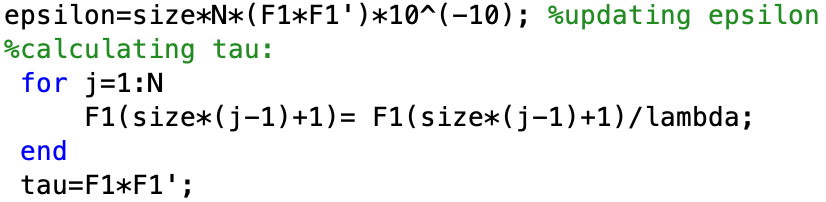 epsilon=size*N*(F1*F1')*10^(-10); %updating epsilon
%calculating tau:
for j=1:N
F1(size*(j-1)+1)= F1(size*(j-1)+1)/lambda;
end
tau=F1*F1';